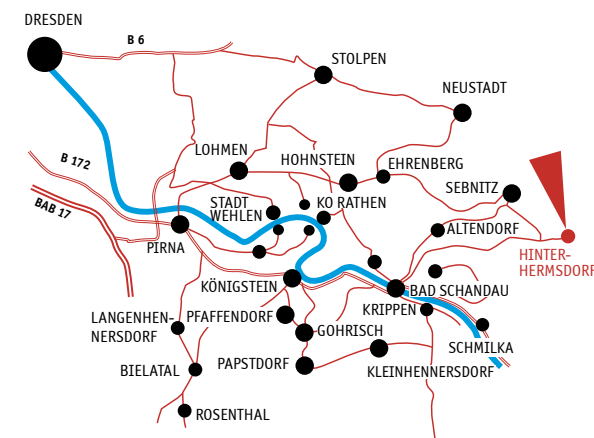 DRESDEN
B 6
STOLPEN
NEUSTADT
B 172
LOHMEN
HOHNSTEIN
EHRENBERG
SEBNITZ
BAB 17
STADT
WEHLEN
KO RATHEN
ALTENDORF
PIRNA
HINTER-
HERMSDORF
KÖNIGSTEIN
BAD SCHANDAU
KRIPPEN
LANGENHEN-
NERSDORF
PFAFFENDORF
GOHRISCH
SCHMILKA
BIELATAL
PAPSTDORF
KLEINHENNERSDORF
ROSENTHAL